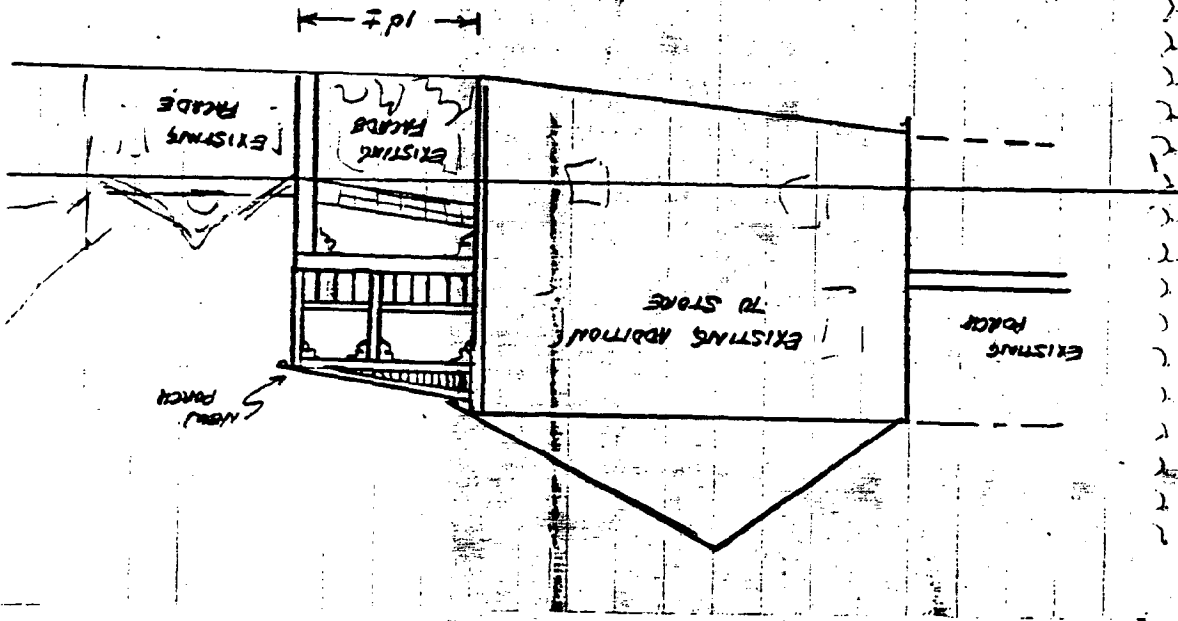 NEW
PORCH
EXISTING
PORCH
EXISTING ADDITION
TO STORE
EXISTING
FACADE
EXISTING
FACADE